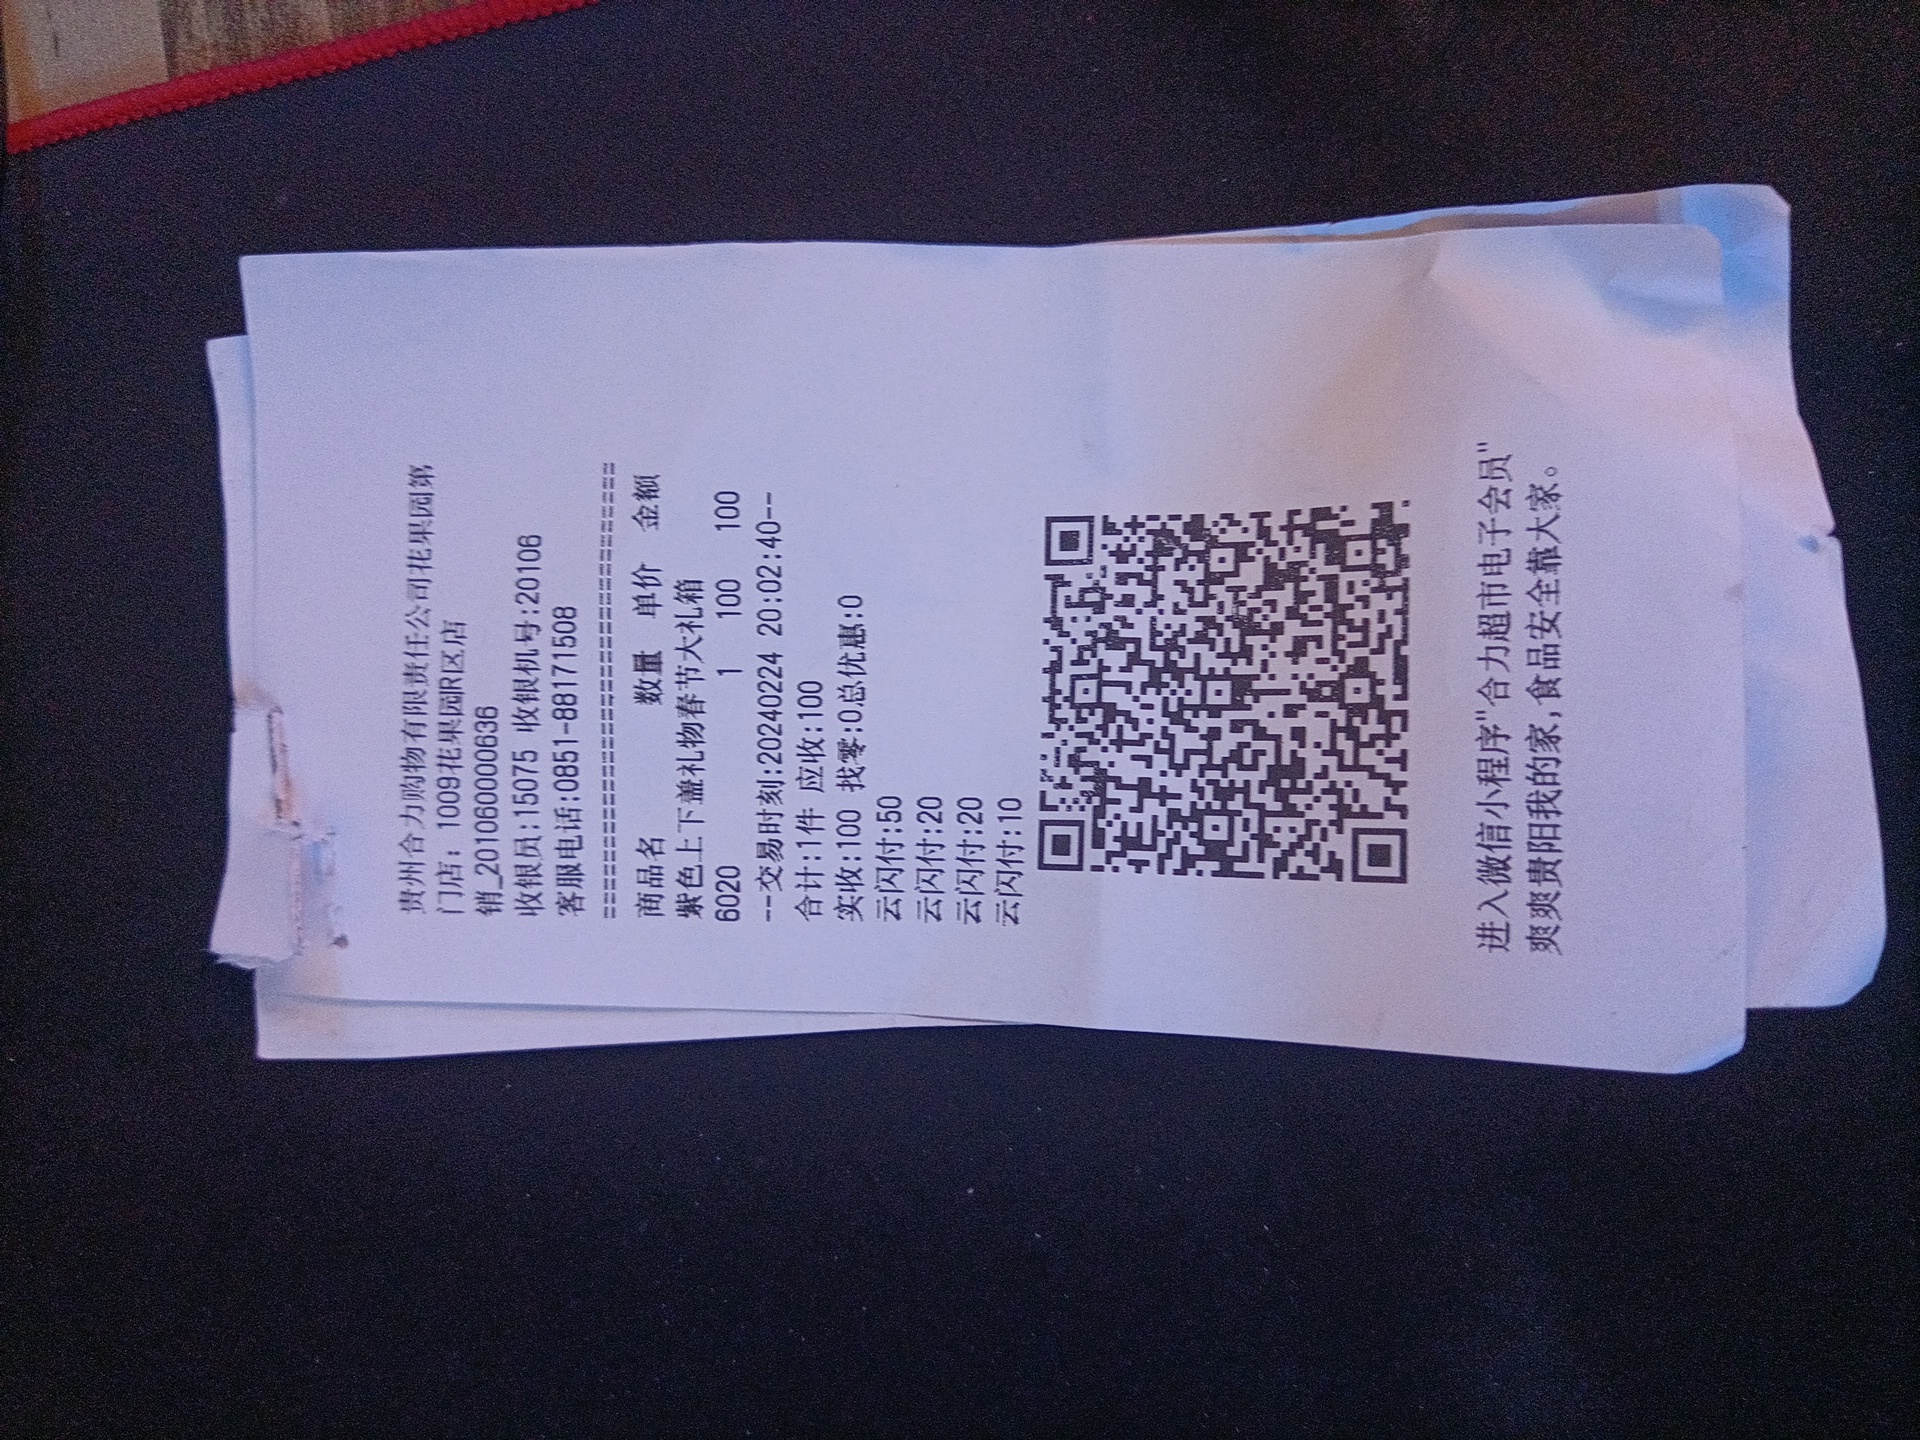 贵州合力购物有限责任公司花果园第
门店：1009花果园R区店
销_20106000063​6
收银员:15075 收银机号:20106
客服电话:0851-88171508
======================================
商品名 数量 单价 金额
紫色上下盖礼物春节大礼箱
6020 1 100 100
--交易时刻:20240224 20:02:40---
合计:1件 应收:100
实收:100 找零:0总优惠:0
云闪付:50
云闪付:20
云闪付:20
云闪付:10
进入微信小程序"合力超市电子会员"
爽爽贵阳我的家,食品安全靠大家。